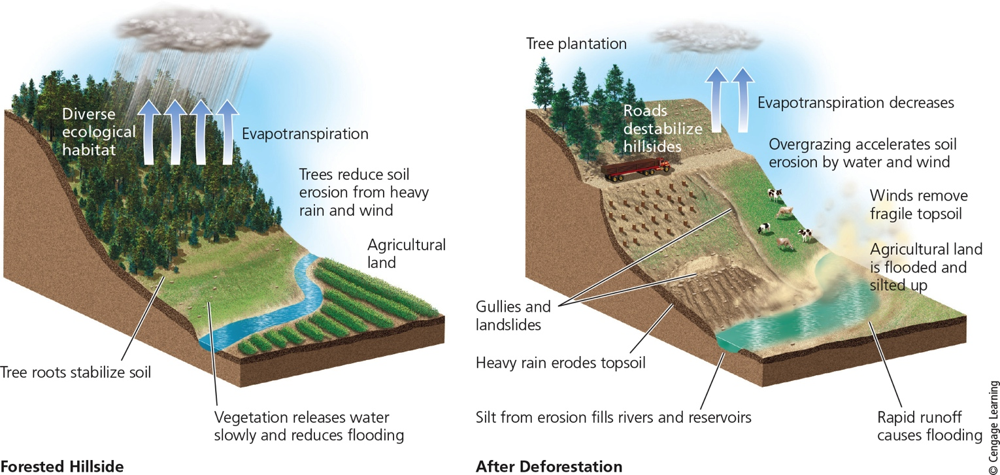 Diverse
ecological
habitat
Evapotranspiration
Trees reduce soil
erosion from heavy
rain and wind
Agricultural
land
Tree roots stabilize soil
Vegetation releases water
slowly and reduces flooding
Forested Hillside
Tree plantation
Roads
destabilize
hillsides
Evapotranspiration decreases
Overgrazing accelerates soil
erosion by water and wind
Winds remove
fragile topsoil
Agricultural land
is flooded and
silted up
Gullies and
landslides
Heavy rain erodes topsoil
Silt from erosion fills rivers and reservoirs
Rapid runoff
causes flooding
After Deforestation
© Cengage Learning